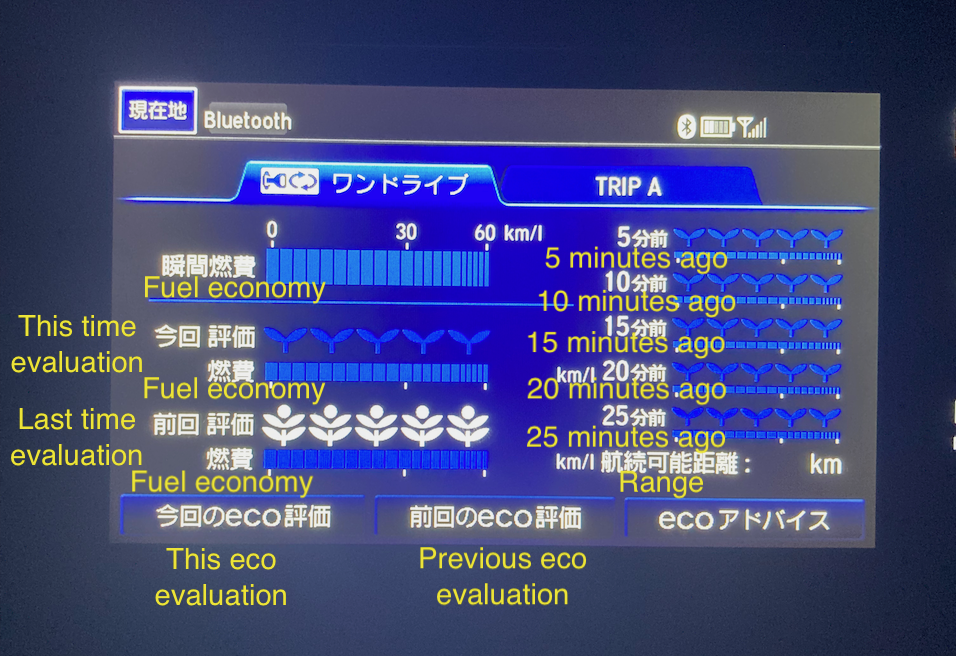 現在地 Bluetooth
ワンドライブ TRIP A
0 30 60 km/l
瞬間燃費
Fuel economy
This time
evaluation
今回 評価
燃費 km/l
Fuel economy
Last time
evaluation
前回 評価
燃費 km/l
Fuel economy
5分前
5 minutes ago
10分前
10 minutes ago
15分前
15 minutes ago
20分前
20 minutes ago
25分前
25 minutes ago
航続可能距離: km
Range
今回のeco評価 前回のeco評価 ecoアドバイス
This eco
evaluation
Previous eco
evaluation